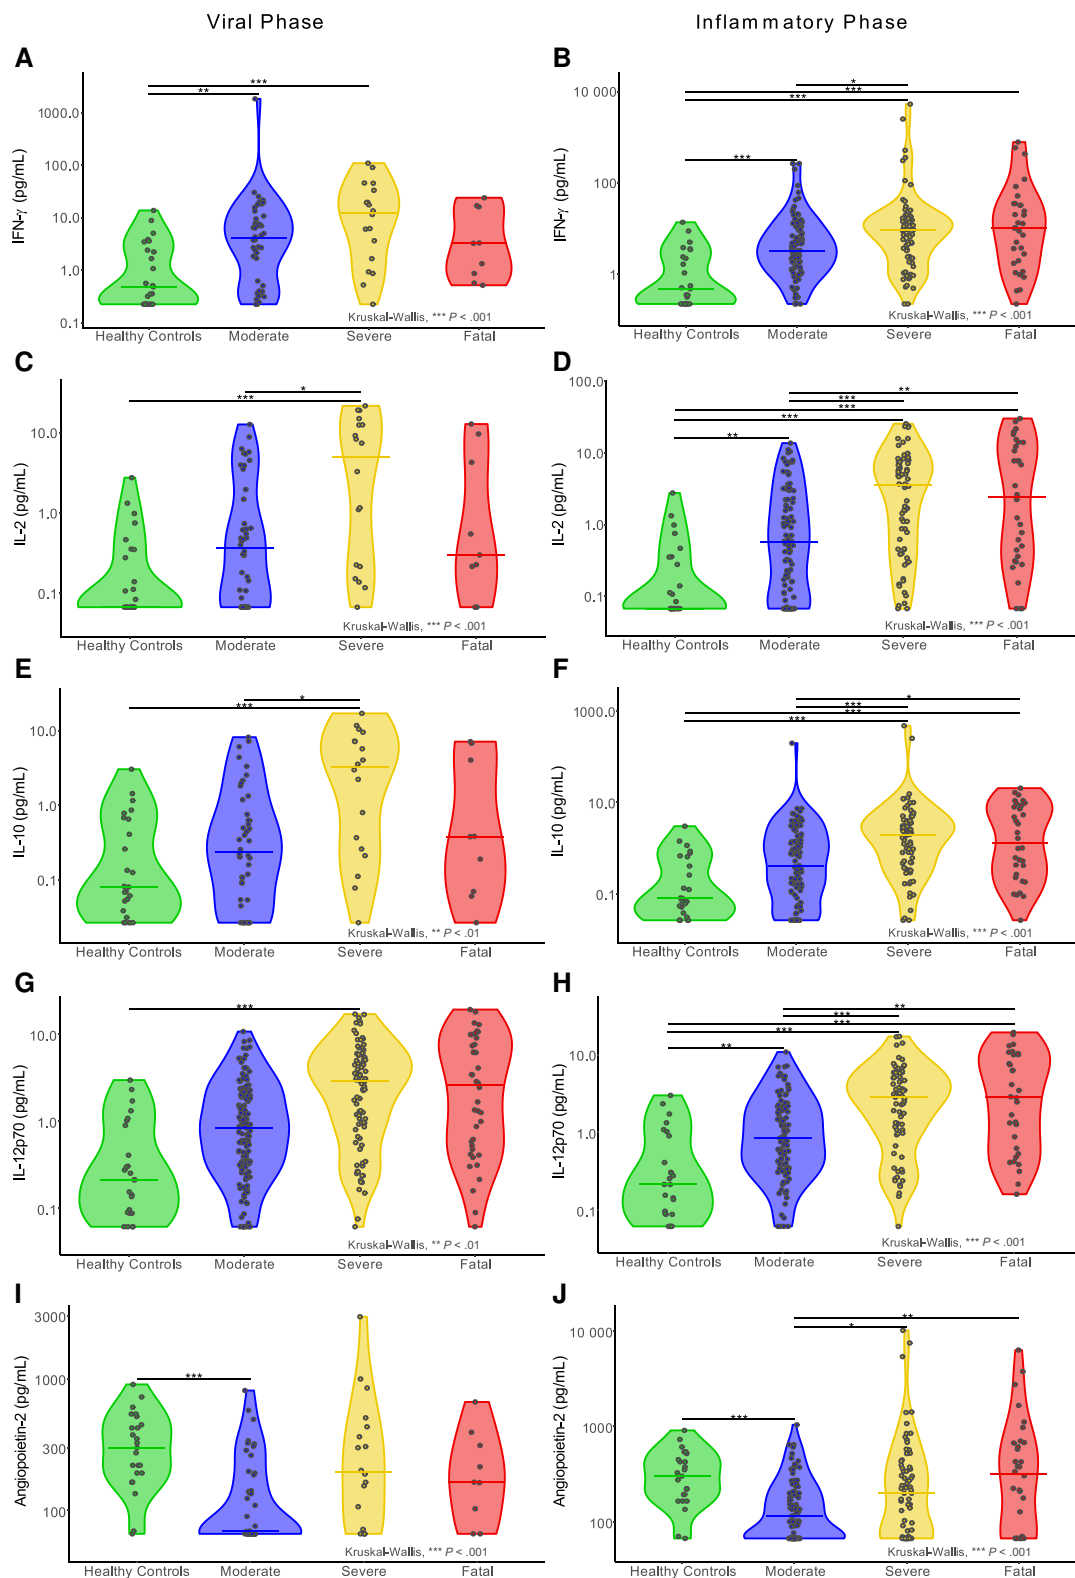 Viral Phase
Inflammatory Phase
A
IFN-γ (pg/mL)
1000.0
100.0
10.0
1.0
0.1
***
**
Kruskal-Wallis, *** P < .001
Healthy Controls Moderate Severe Fatal
B
IFN-γ (pg/mL)
10 000
100
1
*
***
***
***
Kruskal-Wallis, *** P < .001
Healthy Controls Moderate Severe Fatal
C
IL-2 (pg/mL)
10.0
1.0
0.1
*
***
Kruskal-Wallis, *** P < .001
Healthy Controls Moderate Severe Fatal
D
IL-2 (pg/mL)
100.0
10.0
1.0
0.1
**
***
***
***
**
Kruskal-Wallis, *** P < .001
Healthy Controls Moderate Severe Fatal
E
IL-10 (pg/mL)
10.0
1.0
0.1
*
***
Kruskal-Wallis, ** P < .01
Healthy Controls Moderate Severe Fatal
F
IL-10 (pg/mL)
1000.0
10.0
0.1
*
***
***
***
Kruskal-Wallis, *** P < .001
Healthy Controls Moderate Severe Fatal
G
IL-12p70 (pg/mL)
10.0
1.0
0.1
***
Kruskal-Wallis, ** P < .01
Healthy Controls Moderate Severe Fatal
H
IL-12p70 (pg/mL)
10.0
1.0
0.1
**
***
***
***
**
Kruskal-Wallis, *** P < .001
Healthy Controls Moderate Severe Fatal
I
Angiopoietin-2 (pg/mL)
3000
1000
300
100
***
Kruskal-Wallis, *** P < .001
Healthy Controls Moderate Severe Fatal
J
Angiopoietin-2 (pg/mL)
10 000
1000
100
**
*
***
Kruskal-Wallis, *** P < .001
Healthy Controls Moderate Severe Fatal